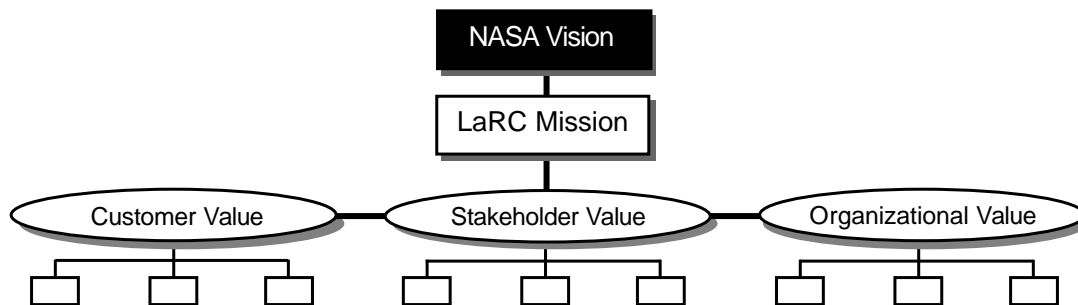 NASA Vision
LaRC Mission
Customer Value
Stakeholder Value
Organizational Value